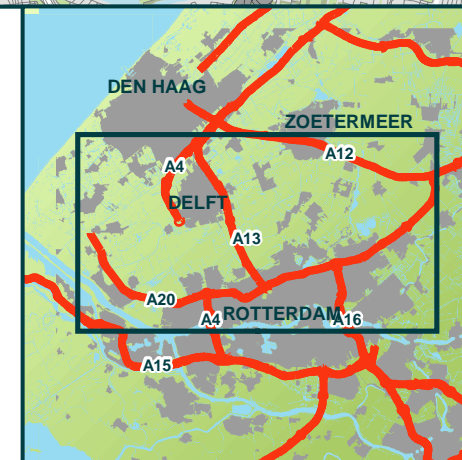 DEN HAAG
ZOETERMEER
A12
A4
DELFT
A13
A20
A4
ROTTERDAM
A16
A15